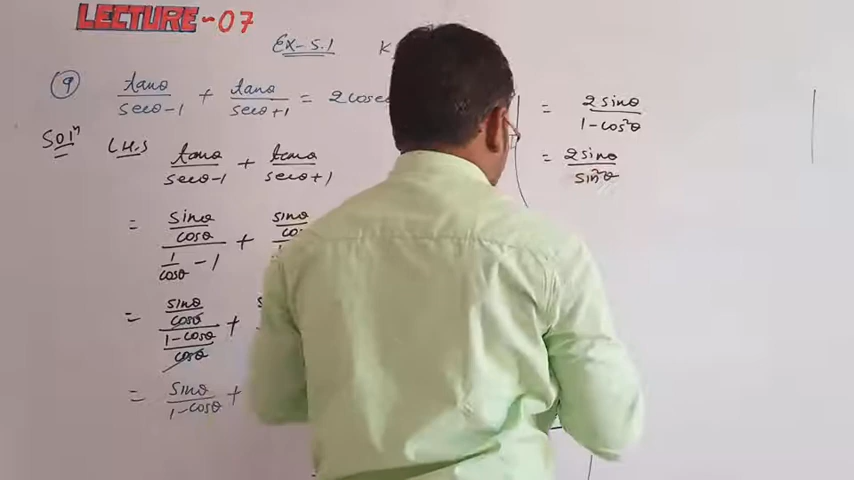 LECTURE-07
Ex-5.1 K
9 tanθ/secθ-1 + tanθ/secθ+1 = 2cosec
Solⁿ L.H.S tanθ/secθ-1 + tanθ/secθ+1
= sinθ/cosθ / 1/cosθ - 1 + sinθ
= sinθ/cosθ / 1-cosθ/cosθ +
= sinθ/1-cosθ +
= 2sinθ/1-cos²θ
= 2sinθ/sin²θ